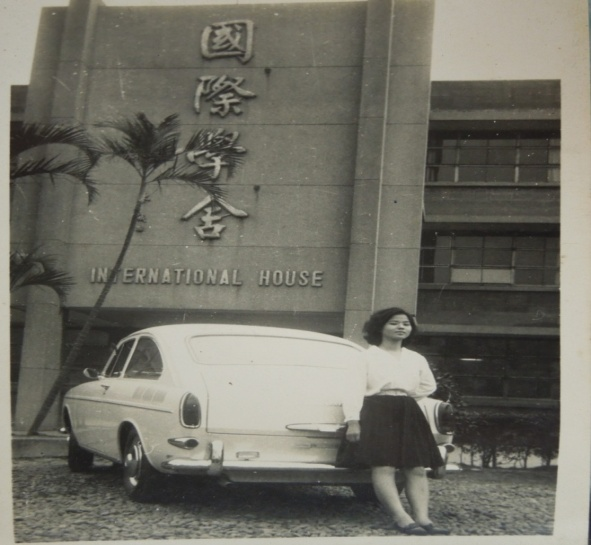 國際學舍
INTERNATIONAL HOUSE